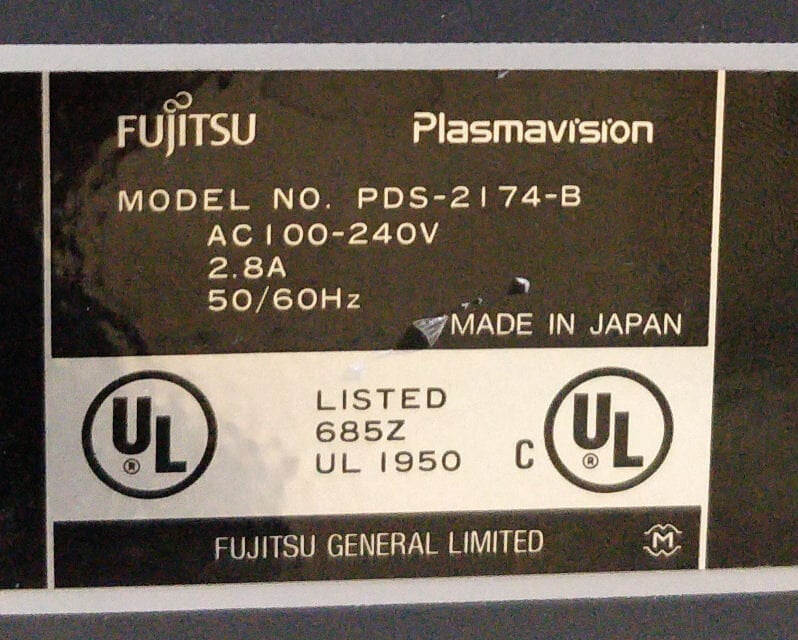 FUJITSU Plasmavision
MODEL NO. PDS-2174-B
AC100-240V
2.8A
50/60Hz
MADE IN JAPAN
UL ® LISTED
685Z
UL 1950 C UL ®
FUJITSU GENERAL LIMITED M